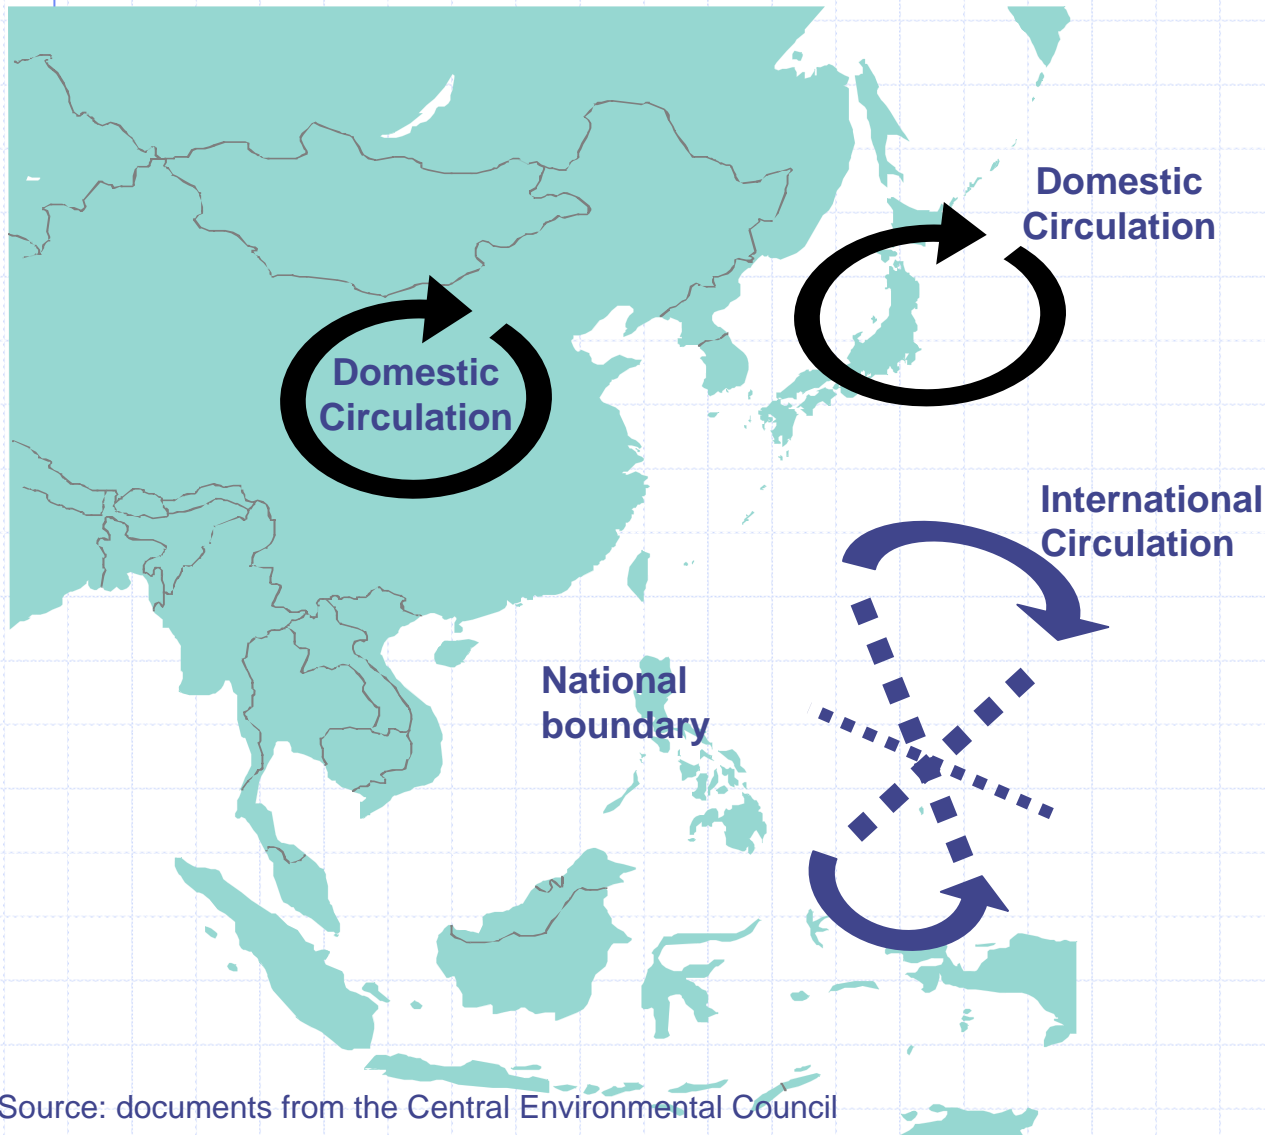 Domestic
Circulation
Domestic
Circulation
International
Circulation
National
boundary
Source: documents from the Central Environmental Council